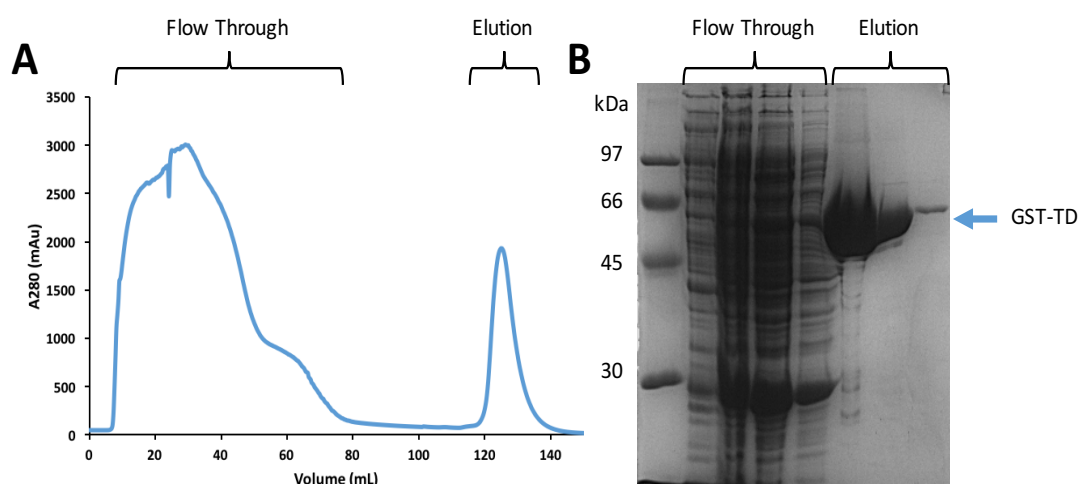 Flow Through
Elution
A
3500
3000
2500
2000
1500
1000
500
0
A280 (mAu)
0 20 40 60 80 100 120 140
Volume (mL)
Flow Through
Elution
B
kDa
97
66
45
30
GST-TD